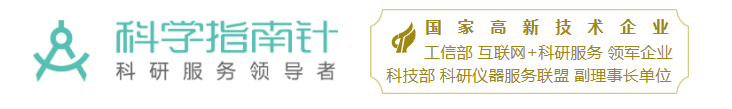 科学指南针
科研服务领导者
国家高新技术企业
工信部 互联网+科研服务 领军企业
科技部 科研仪器服务联盟 副理事长单位